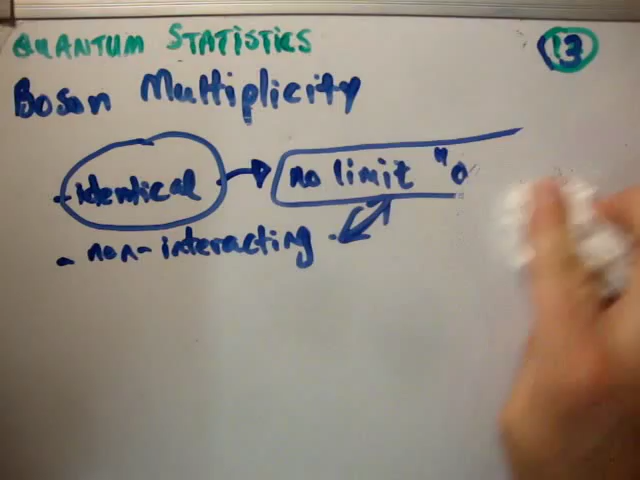 QUANTUM STATISTICS
13
Boson Multiplicity
- identical
no limit "o
- non-interacting